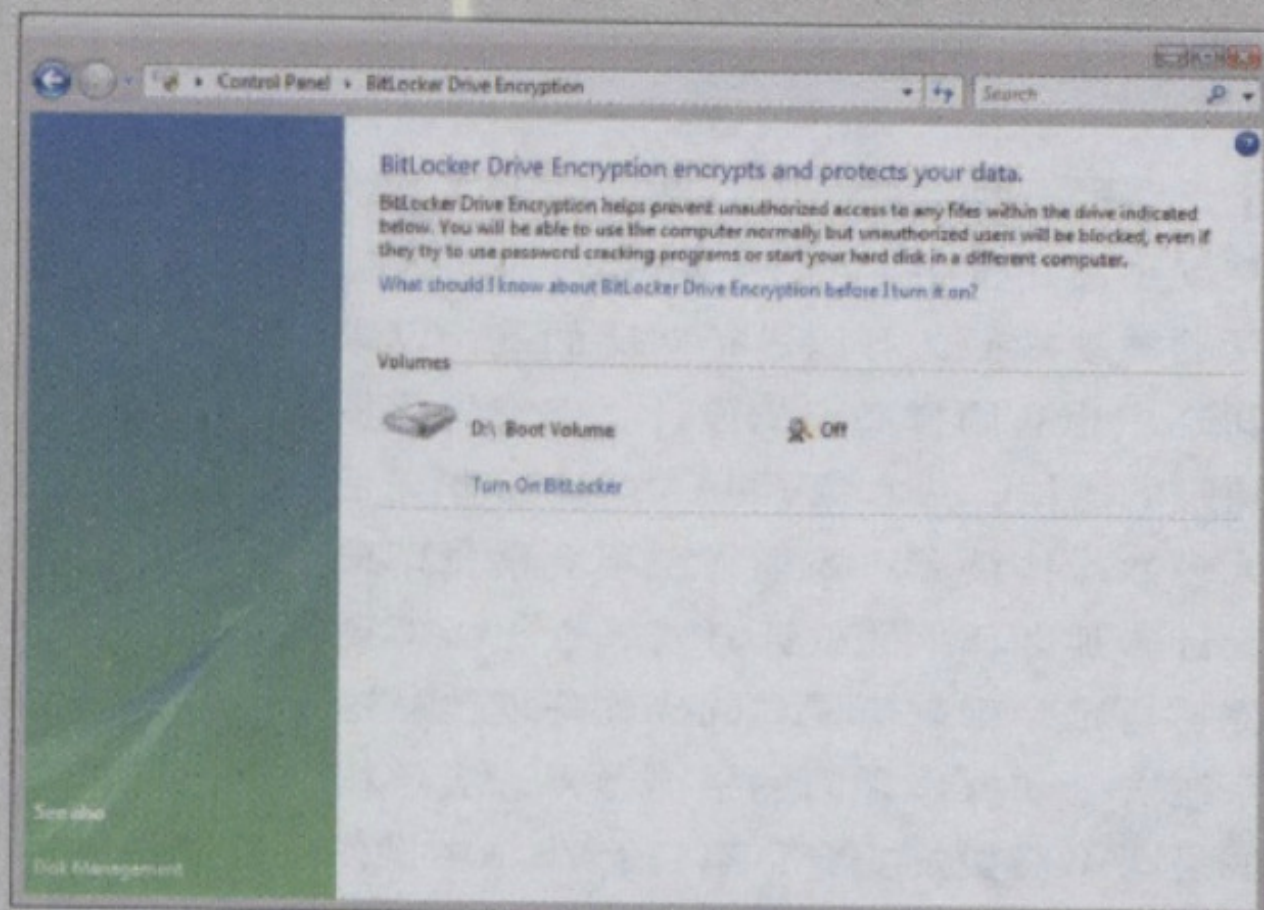 Control Panel ▸ BitLocker Drive Encryption
Search
BitLocker Drive Encryption encrypts and protects your data.
BitLocker Drive Encryption helps prevent unauthorized access to any files within the drive indicated
below. You will be able to use the computer normally but unauthorized users will be blocked, even if
they try to use password cracking programs or start your hard disk in a different computer.
What should I know about BitLocker Drive Encryption before I turn it on?
Volumes
D:\ Boot Volume
Off
Turn On BitLocker
See also
Disk Management